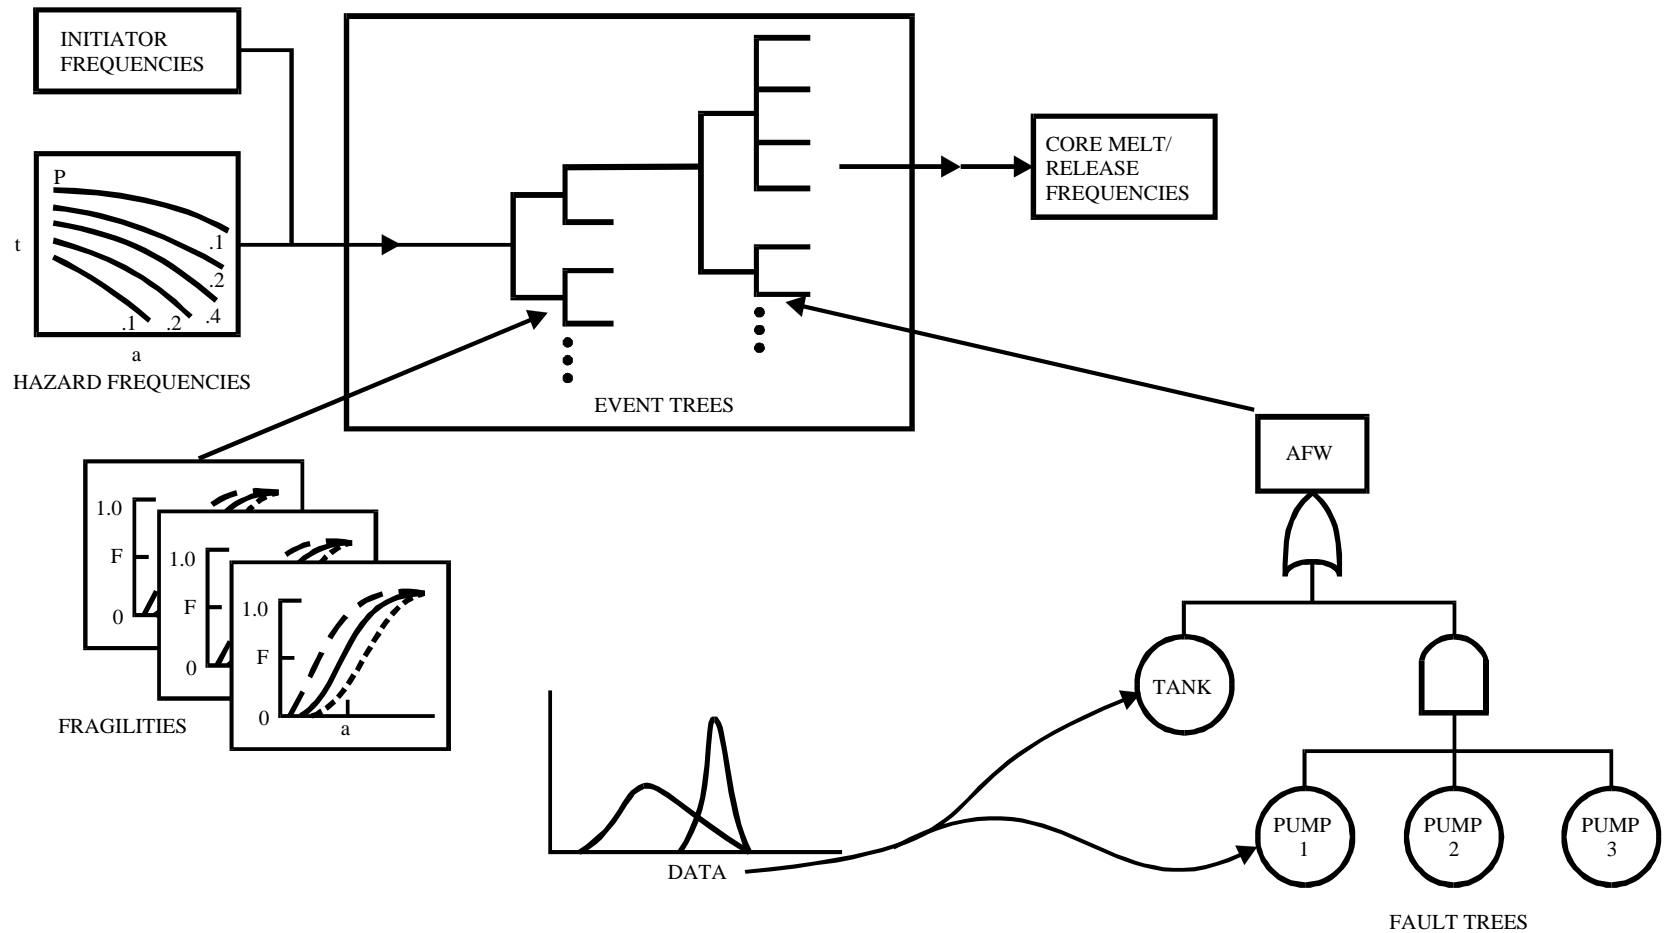 INITIATOR
FREQUENCIES
P
t
.1
.2
.4
.1
.2
a
HAZARD FREQUENCIES
EVENT TREES
CORE MELT/
RELEASE
FREQUENCIES
1.0
F
0
1.0
F
0
1.0
F
0
a
FRAGILITIES
DATA
AFW
TANK
PUMP
1
PUMP
2
PUMP
3
FAULT TREES